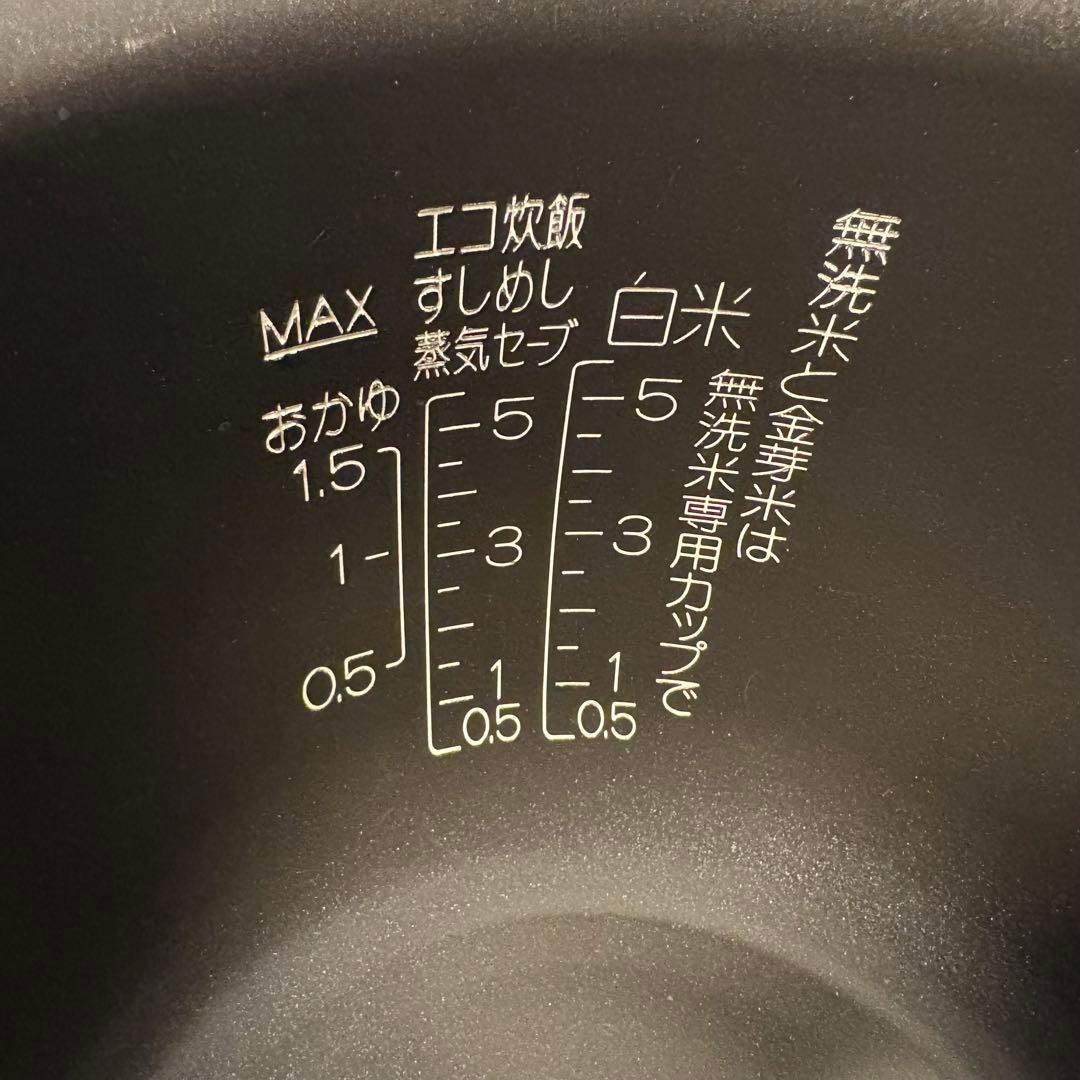 無洗米と金芽米は
無洗米専用カップで
白米
5
3
1
0.5
エコ炊飯
すしめし
蒸気セーブ
5
3
1
0.5
MAX
おかゆ
1.5
1
0.5